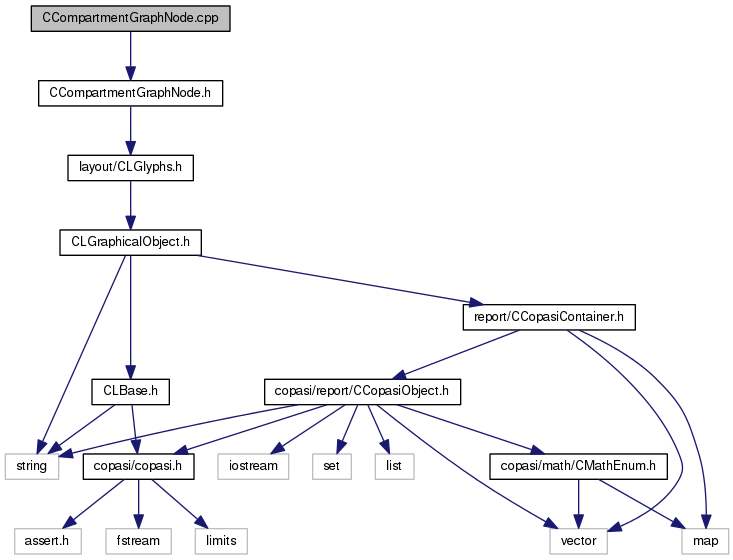 CCompartmentGraphNode.cpp
CCompartmentGraphNode.h
layout/CLGlyphs.h
CLGraphicalObject.h
report/CCopasiContainer.h
CLBase.h
copasi/report/CCopasiObject.h
string
copasi/copasi.h
iostream
set
list
copasi/math/CMathEnum.h
assert.h
fstream
limits
vector
map